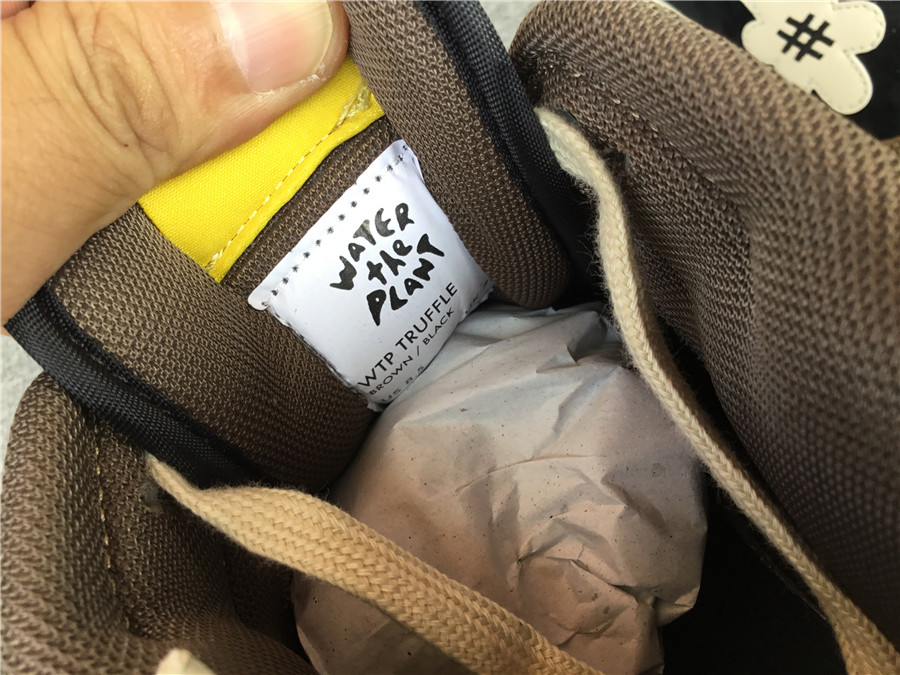 #
WATER
the
PLANT
WTP TRUFFLE
BROWN / BLACK